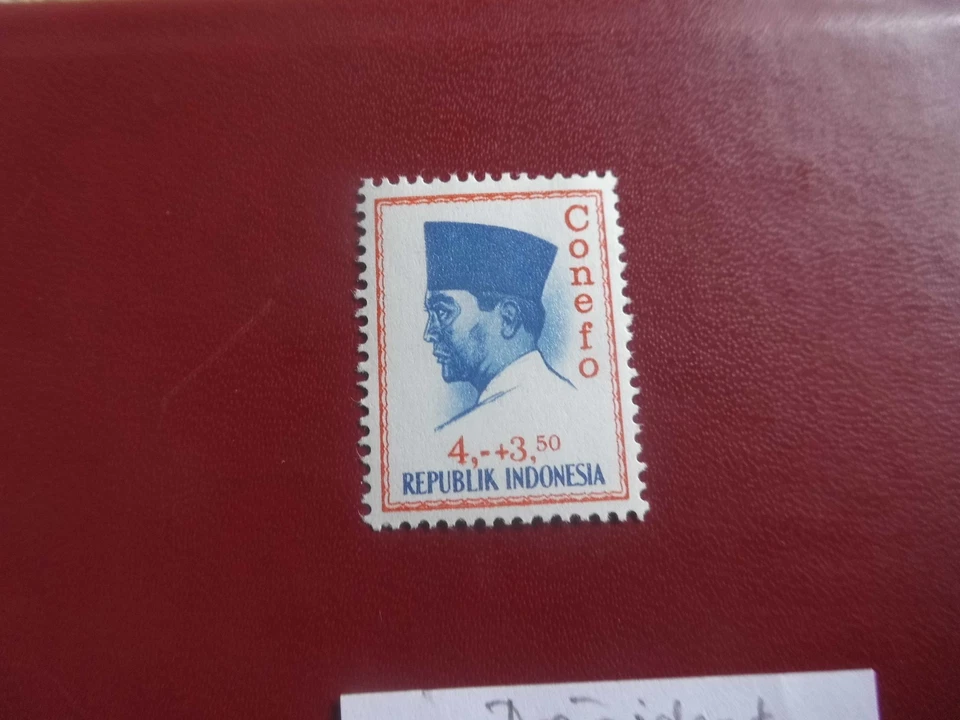 Conefo
4,-+3,50
REPUBLIK INDONESIA